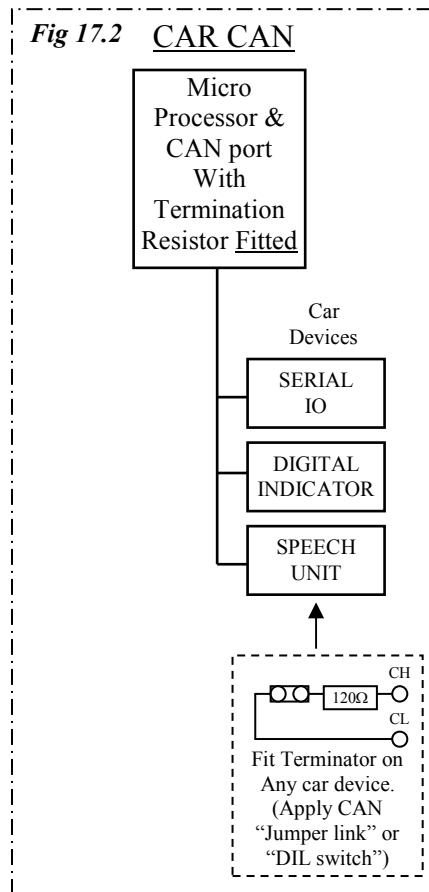 Fig 17.2 CAR CAN
Micro
Processor &
CAN port
With
Termination
Resistor Fitted
Car
Devices
SERIAL
IO
DIGITAL
INDICATOR
SPEECH
UNIT
CH
120Ω
CL
Fit Terminator on
Any car device.
(Apply CAN
“Jumper link” or
“DIL switch”)